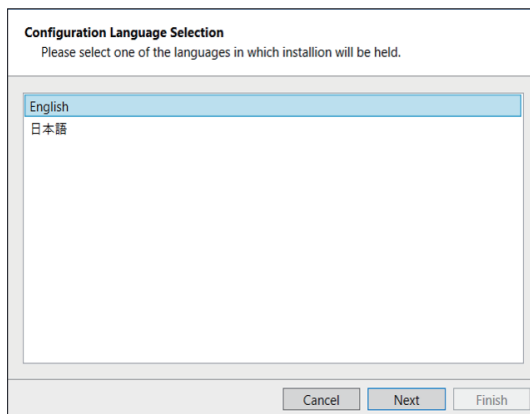 Configuration Language Selection
Please select one of the languages in which installion will be held.
English
日本語
Cancel Next Finish